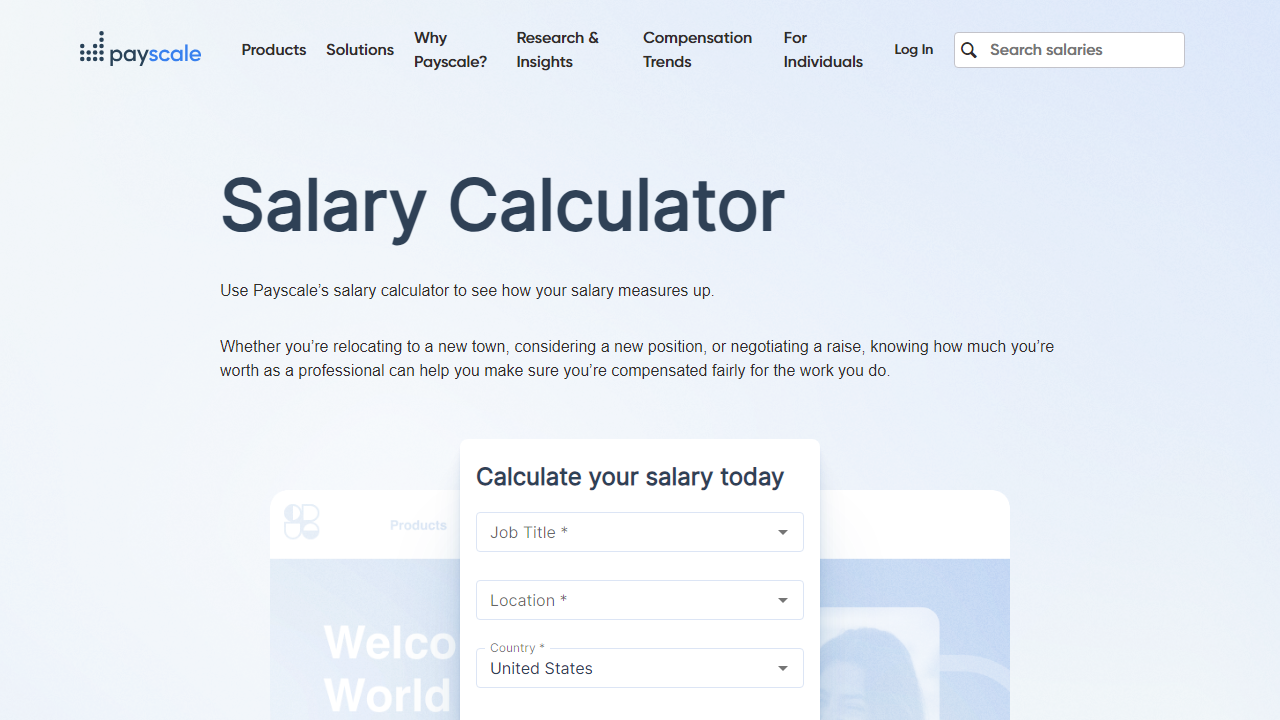 payscale
Products
Solutions
Why
Payscale?
Research &
Insights
Compensation
Trends
For
Individuals
Log In
Search salaries
Salary Calculator
Use Payscale’s salary calculator to see how your salary measures up.
Whether you’re relocating to a new town, considering a new position, or negotiating a raise, knowing how much you’re
worth as a professional can help you make sure you’re compensated fairly for the work you do.
Calculate your salary today
Products
Job Title *
Location *
Welco
Country *
United States
World